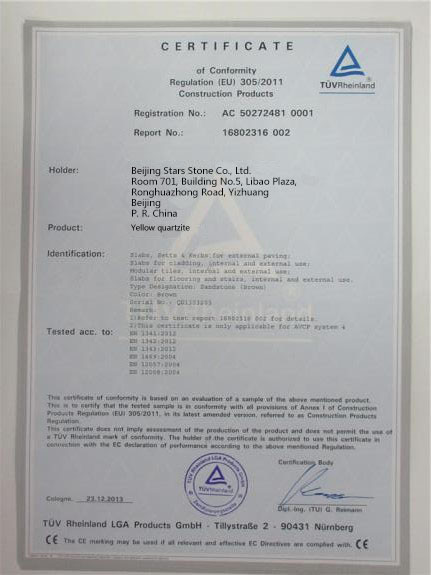 CERTIFICATE
of Conformity
Regulation (EU) 305/2011
Construction Products
TÜVRheinland
®
Registration No.: AC 50272481 0001
Report No.: 16802316 002
Holder: Beijing Stars Stone Co., Ltd.
Room 701, Building No.5, Libao Plaza,
Ronghuazhong Road, Yizhuang
Beijing
P. R. China
Product: Yellow quartzite
Identification: Slabs, Setts & Kerbs for external paving;
Slabs for cladding, internal and external use;
Modular tiles, internal and external use;
Slabs for flooring and stairs, internal and external use.
Type Designation: Sandstone (Brown)
Color: Brown
Serial No.:
Remark:
1)Refer to test report 16802316 002 for details.
2)This certificate is only applicable for AVCP system 4
Tested acc. to: EN 1341:2012
EN 1342:2012
EN 1343:2012
EN 1469:2004
EN 12057:2004
EN 12058:2004
This certificate of conformity is based on an evaluation of a sample of the above mentioned product.
This is to certify that the tested sample is in conformity with all provisions of Annex I of Construction
Products Regulation (EU) 305/2011, in its latest amended version, referred to as Construction Products
Regulation.
This certificate does not imply assessment of the production of the product and does not permit the use of
a TÜV Rheinland mark of conformity. The holder of the certificate is authorized to use this certificate in
connection with the EC declaration of performance according to the above mentioned Regulation.
Certification Body
TÜVRheinland
Cologne, 23.12.2013
Dipl.-Ing. (TU) G. Reimann
TÜV Rheinland LGA Products GmbH - Tillystraße 2 - 90431 Nürnberg
CE The CE marking may be used if all relevant and effective EC Directives are complied with. CE